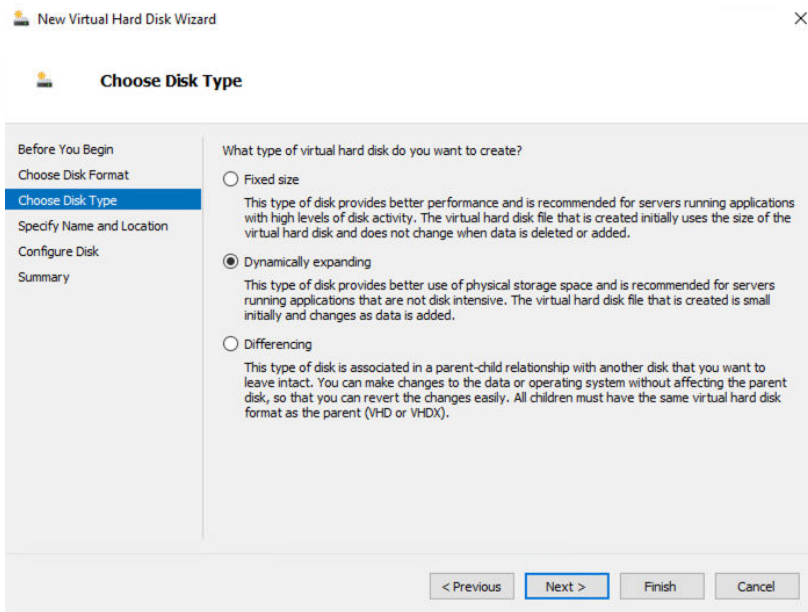 New Virtual Hard Disk Wizard
Choose Disk Type
Before You Begin
Choose Disk Format
Choose Disk Type
Specify Name and Location
Configure Disk
Summary
What type of virtual hard disk do you want to create?
Fixed size
This type of disk provides better performance and is recommended for servers running applications
with high levels of disk activity. The virtual hard disk file that is created initially uses the size of the
virtual hard disk and does not change when data is deleted or added.
Dynamically expanding
This type of disk provides better use of physical storage space and is recommended for servers
running applications that are not disk intensive. The virtual hard disk file that is created is small
initially and changes as data is added.
Differencing
This type of disk is associated in a parent-child relationship with another disk that you want to
leave intact. You can make changes to the data or operating system without affecting the parent
disk, so that you can revert the changes easily. All children must have the same virtual hard disk
format as the parent (VHD or VHDX).
< Previous
Next >
Finish
Cancel